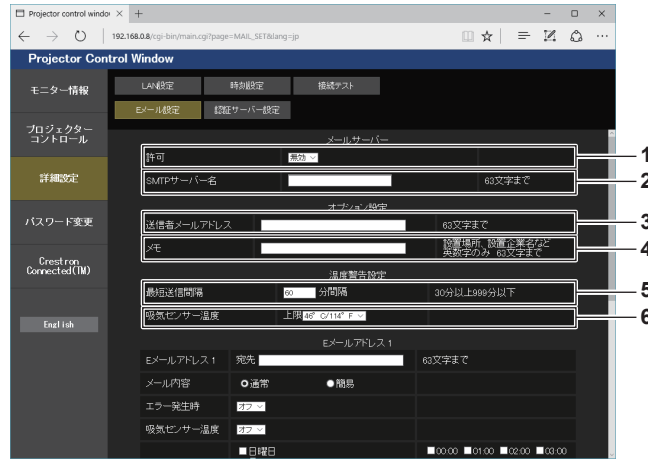 Projector control windo
192.168.0.8/cgi-bin/main.cgi?page=MAIL_SET&lang=jp
Projector Control Window
モニター情報
プロジェクター
コントロール
詳細設定
パスワード変更
Crestron
Connected(TM)
English
LAN設定 時刻設定 接続テスト
Eメール設定 認証サーバー設定
メールサーバー
許可 無効 1
SMTPサーバー名 63文字まで 2
オプション設定
送信者メールアドレス 63文字まで 3
メモ 設置場所、設置企業名など
英数字のみ 63文字まで 4
温度警告設定
最短送信間隔 60 分間隔 30分以上999分以下 5
吸気センサー温度 上限 46°C/114°F 6
Eメールアドレス1
Eメールアドレス1 宛先 63文字まで
メール内容 通常 簡易
エラー発生時 オフ
吸気センサー温度 オフ
日曜日 00:00 01:00 02:00 03:00